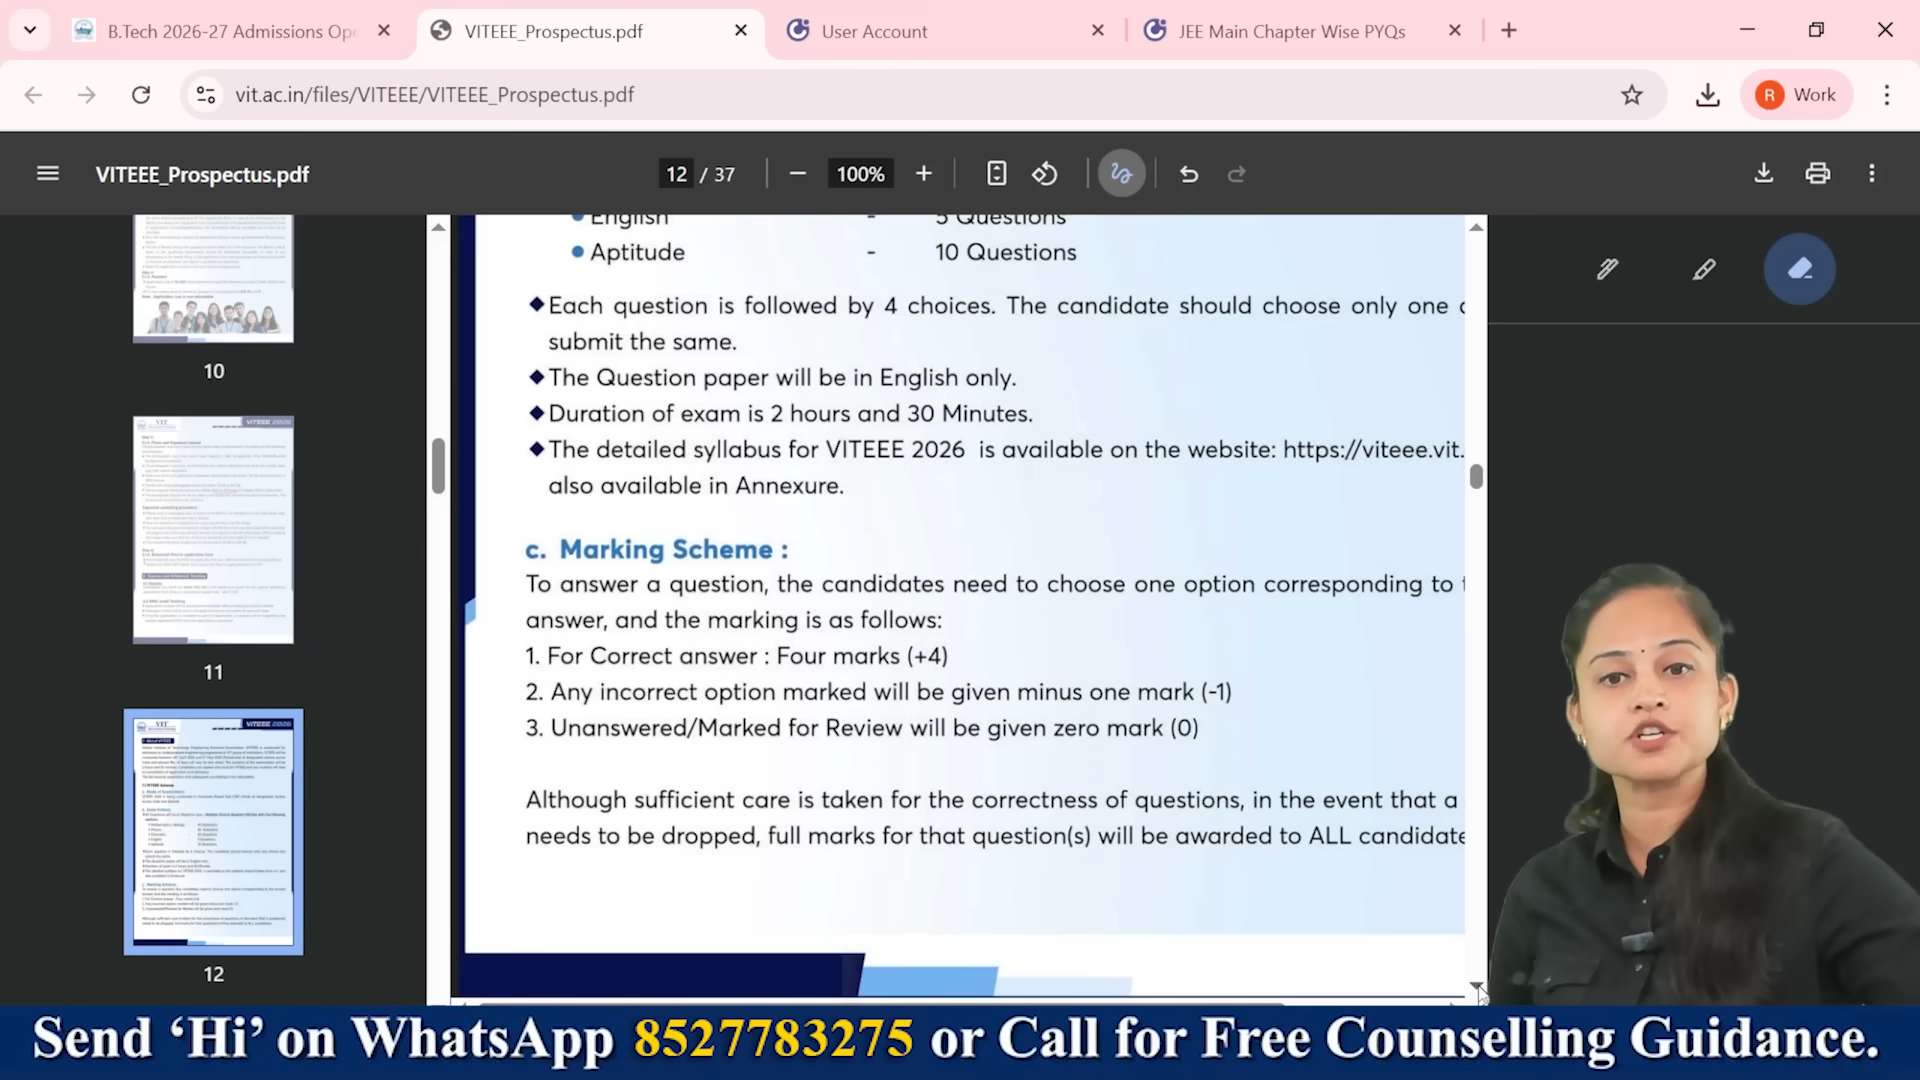 B.Tech 2026-27 Admissions Ope
VITEEE_Prospectus.pdf
User Account
JEE Main Chapter Wise PYQs
vit.ac.in/files/VITEEE/VITEEE_Prospectus.pdf
R Work
VITEEE_Prospectus.pdf
12 / 37
100%
10
11
12
English - 5 Questions
Aptitude - 10 Questions
Each question is followed by 4 choices. The candidate should choose only one
submit the same.
The Question paper will be in English only.
Duration of exam is 2 hours and 30 Minutes.
The detailed syllabus for VITEEE 2026 is available on the website: https://viteee.vit.
also available in Annexure.
c. Marking Scheme :
To answer a question, the candidates need to choose one option corresponding to
answer, and the marking is as follows:
1. For Correct answer : Four marks (+4)
2. Any incorrect option marked will be given minus one mark (-1)
3. Unanswered/Marked for Review will be given zero mark (0)
Although sufficient care is taken for the correctness of questions, in the event that a
needs to be dropped, full marks for that question(s) will be awarded to ALL candidate
Send ‘Hi’ on WhatsApp 8527783275 or Call for Free Counselling Guidance.